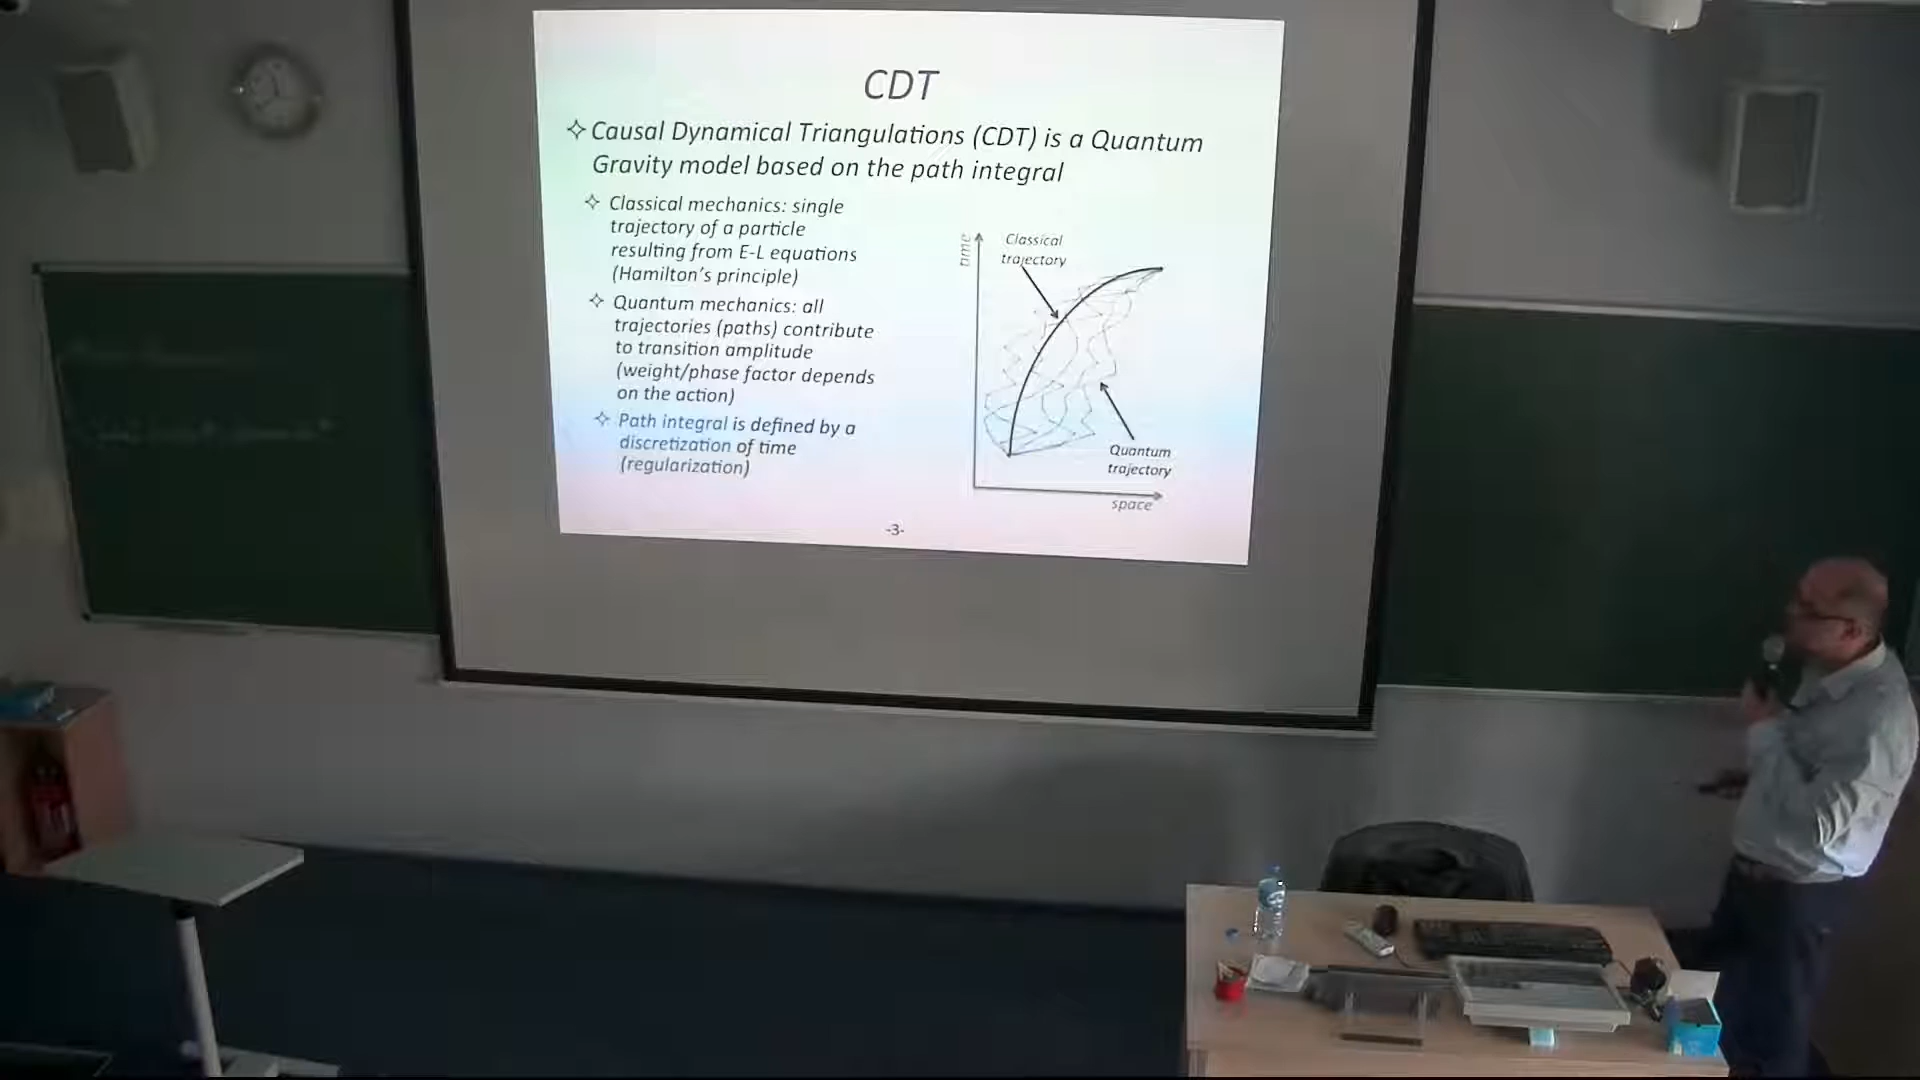 CDT
✧ Causal Dynamical Triangulations (CDT) is a Quantum
Gravity model based on the path integral
✧ Classical mechanics: single
trajectory of a particle
resulting from E-L equations
(Hamilton's principle)
✧ Quantum mechanics: all
trajectories (paths) contribute
to transition amplitude
(weight/phase factor depends
on the action)
✧ Path integral is defined by a
discretization of time
(regularization)
time
Classical
trajectory
Quantum
trajectory
space
-3-